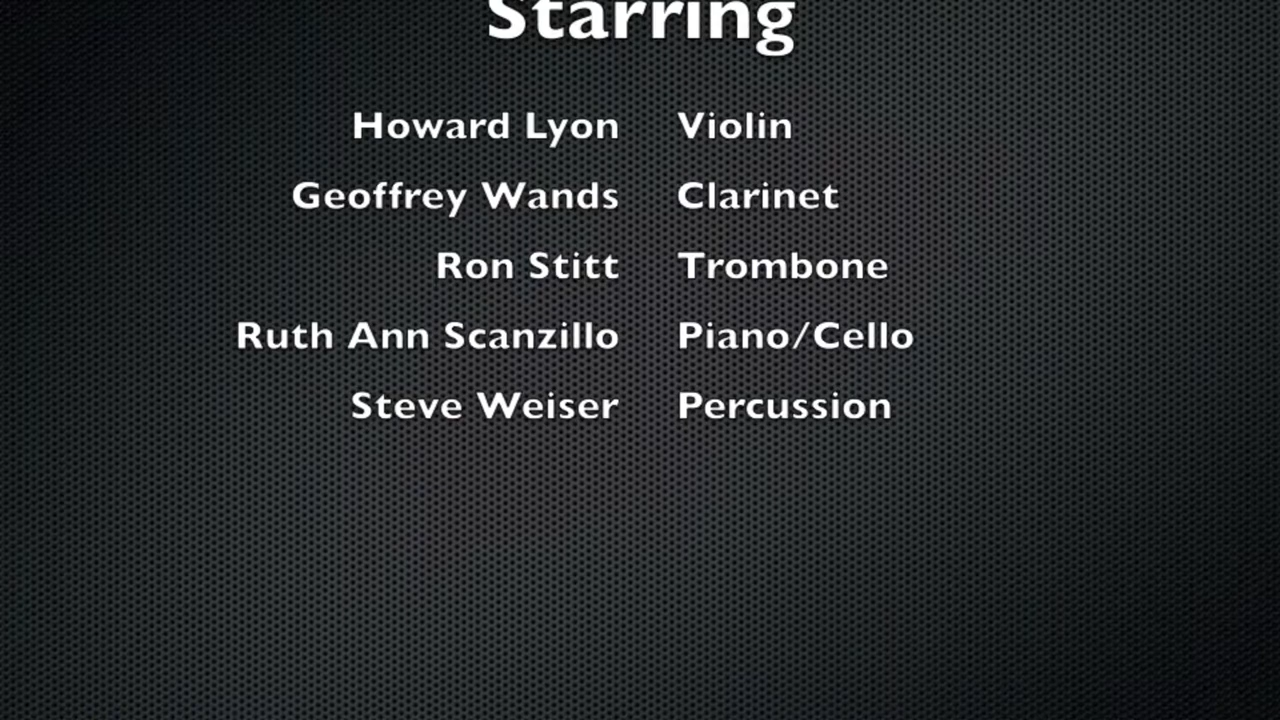 Starring
Howard Lyon Violin
Geoffrey Wands Clarinet
Ron Stitt Trombone
Ruth Ann Scanzillo Piano/Cello
Steve Weiser Percussion